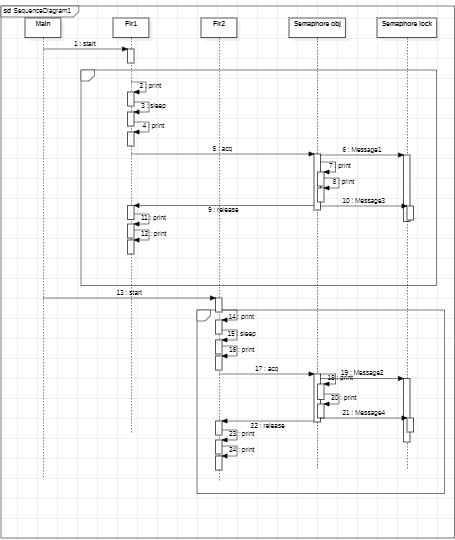 sd SequenceDiagram1
Main
Flr1
Flr2
Semaphore obj
Semaphore lock
1 : start
2 : print
3 : sleep
4 : print
5 : acq
6 : Message1
7 : print
8 : print
10 : Message3
9 : release
11 : print
12 : print
13 : start
14 : print
15 : sleep
16 : print
17 : acq
19 : Message2
18 : print
20 : print
21 : Message4
22 : release
23 : print
24 : print